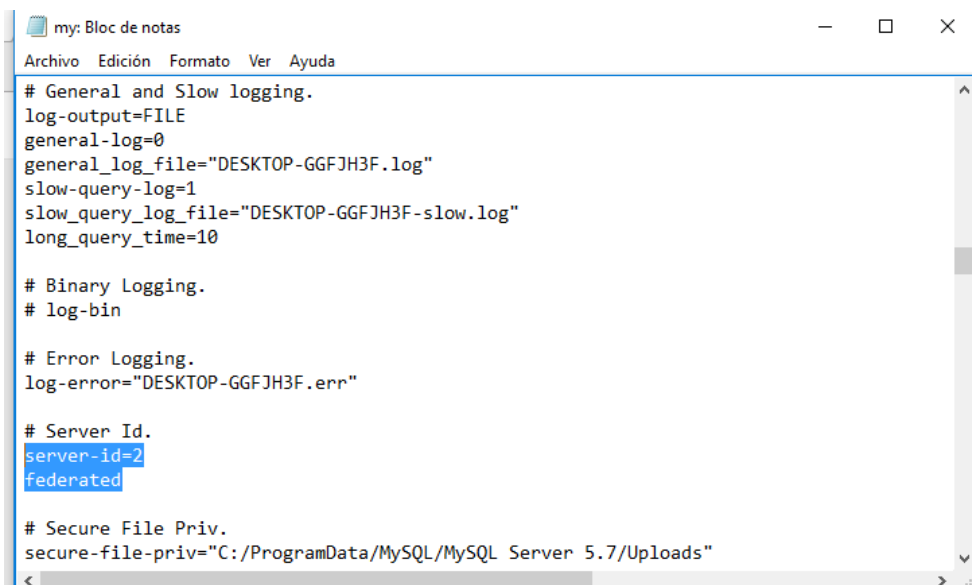 my: Bloc de notas
Archivo Edición Formato Ver Ayuda
# General and Slow logging.
log-output=FILE
general-log=0
general_log_file="DESKTOP-GGFJH3F.log"
slow-query-log=1
slow_query_log_file="DESKTOP-GGFJH3F-slow.log"
long_query_time=10
# Binary Logging.
# log-bin
# Error Logging.
log-error="DESKTOP-GGFJH3F.err"
# Server Id.
server-id=2
federated
# Secure File Priv.
secure-file-priv="C:/ProgramData/MySQL/MySQL Server 5.7/Uploads"